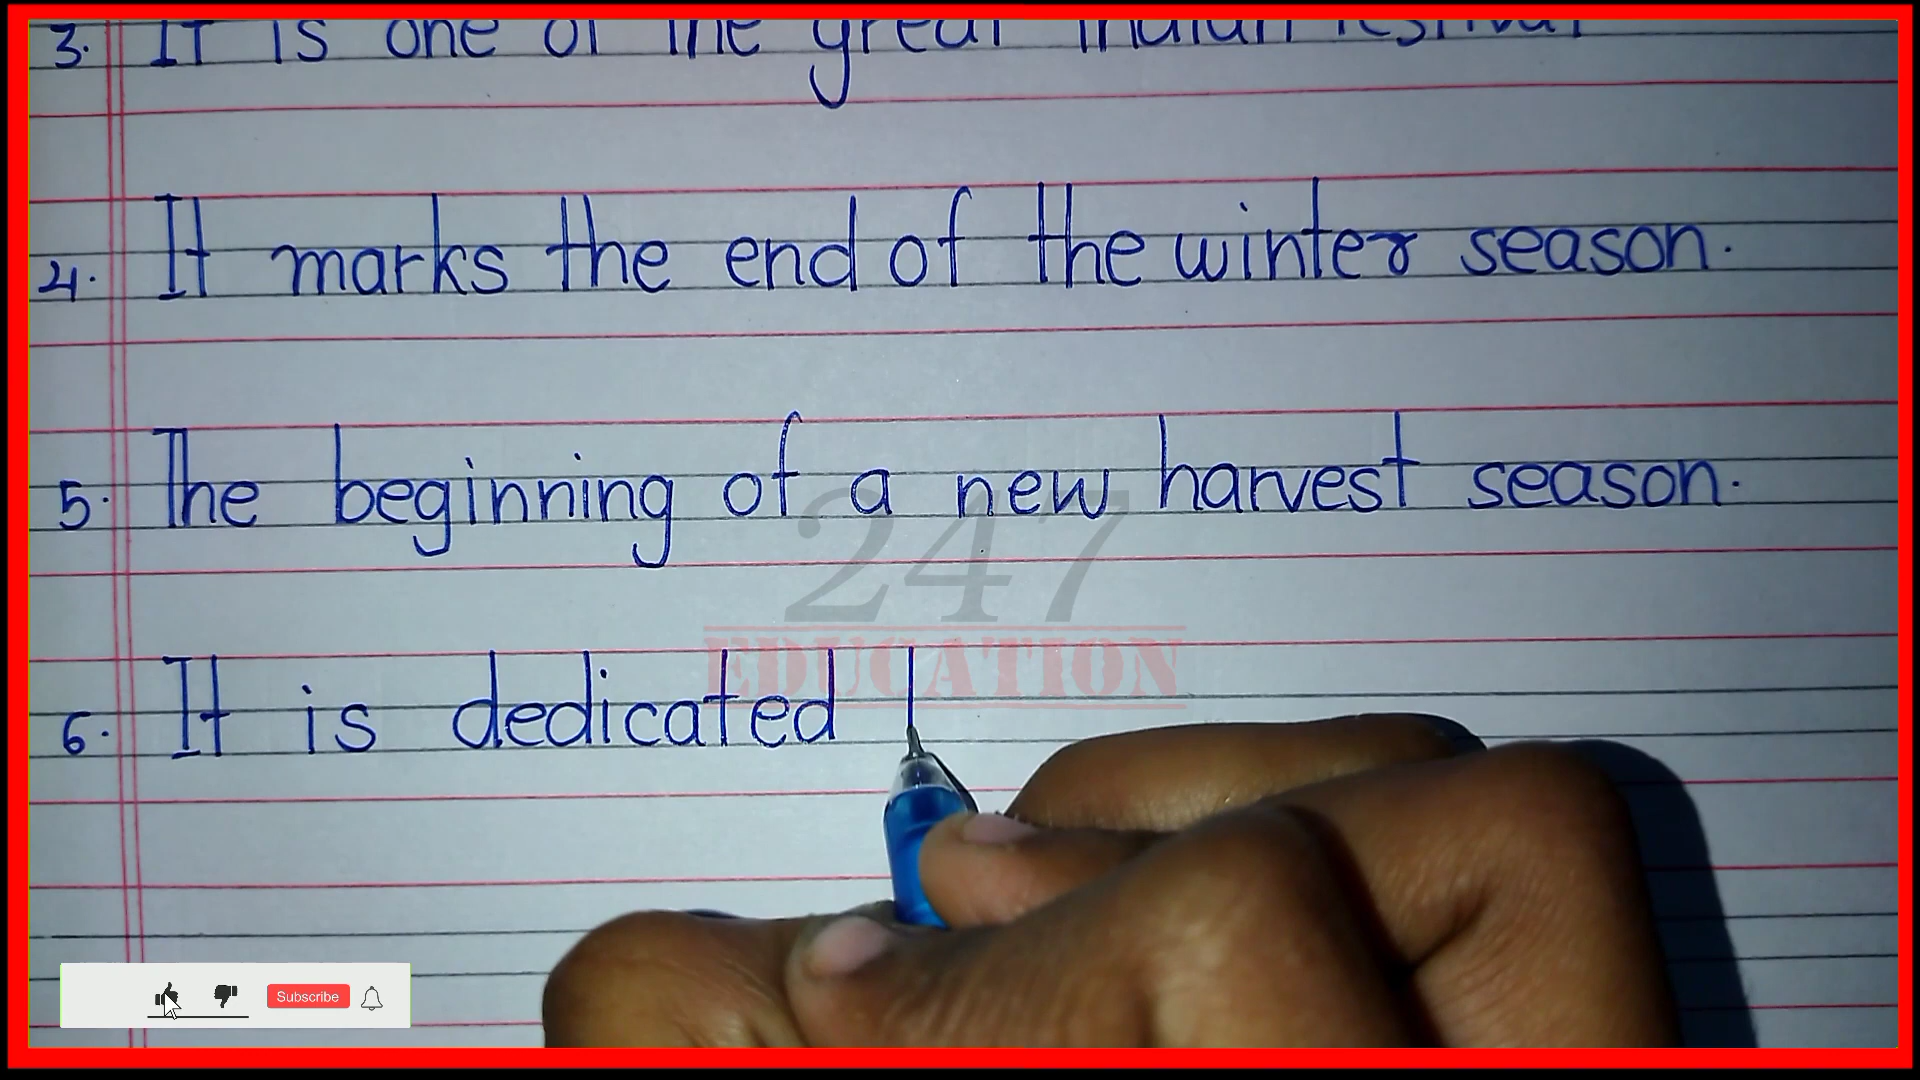 3. It is one of the great Indian festival
4. It marks the end of the winter season.
5. The beginning of a new harvest season.
247
EDUCATION
6. It is dedicated
Subscribe